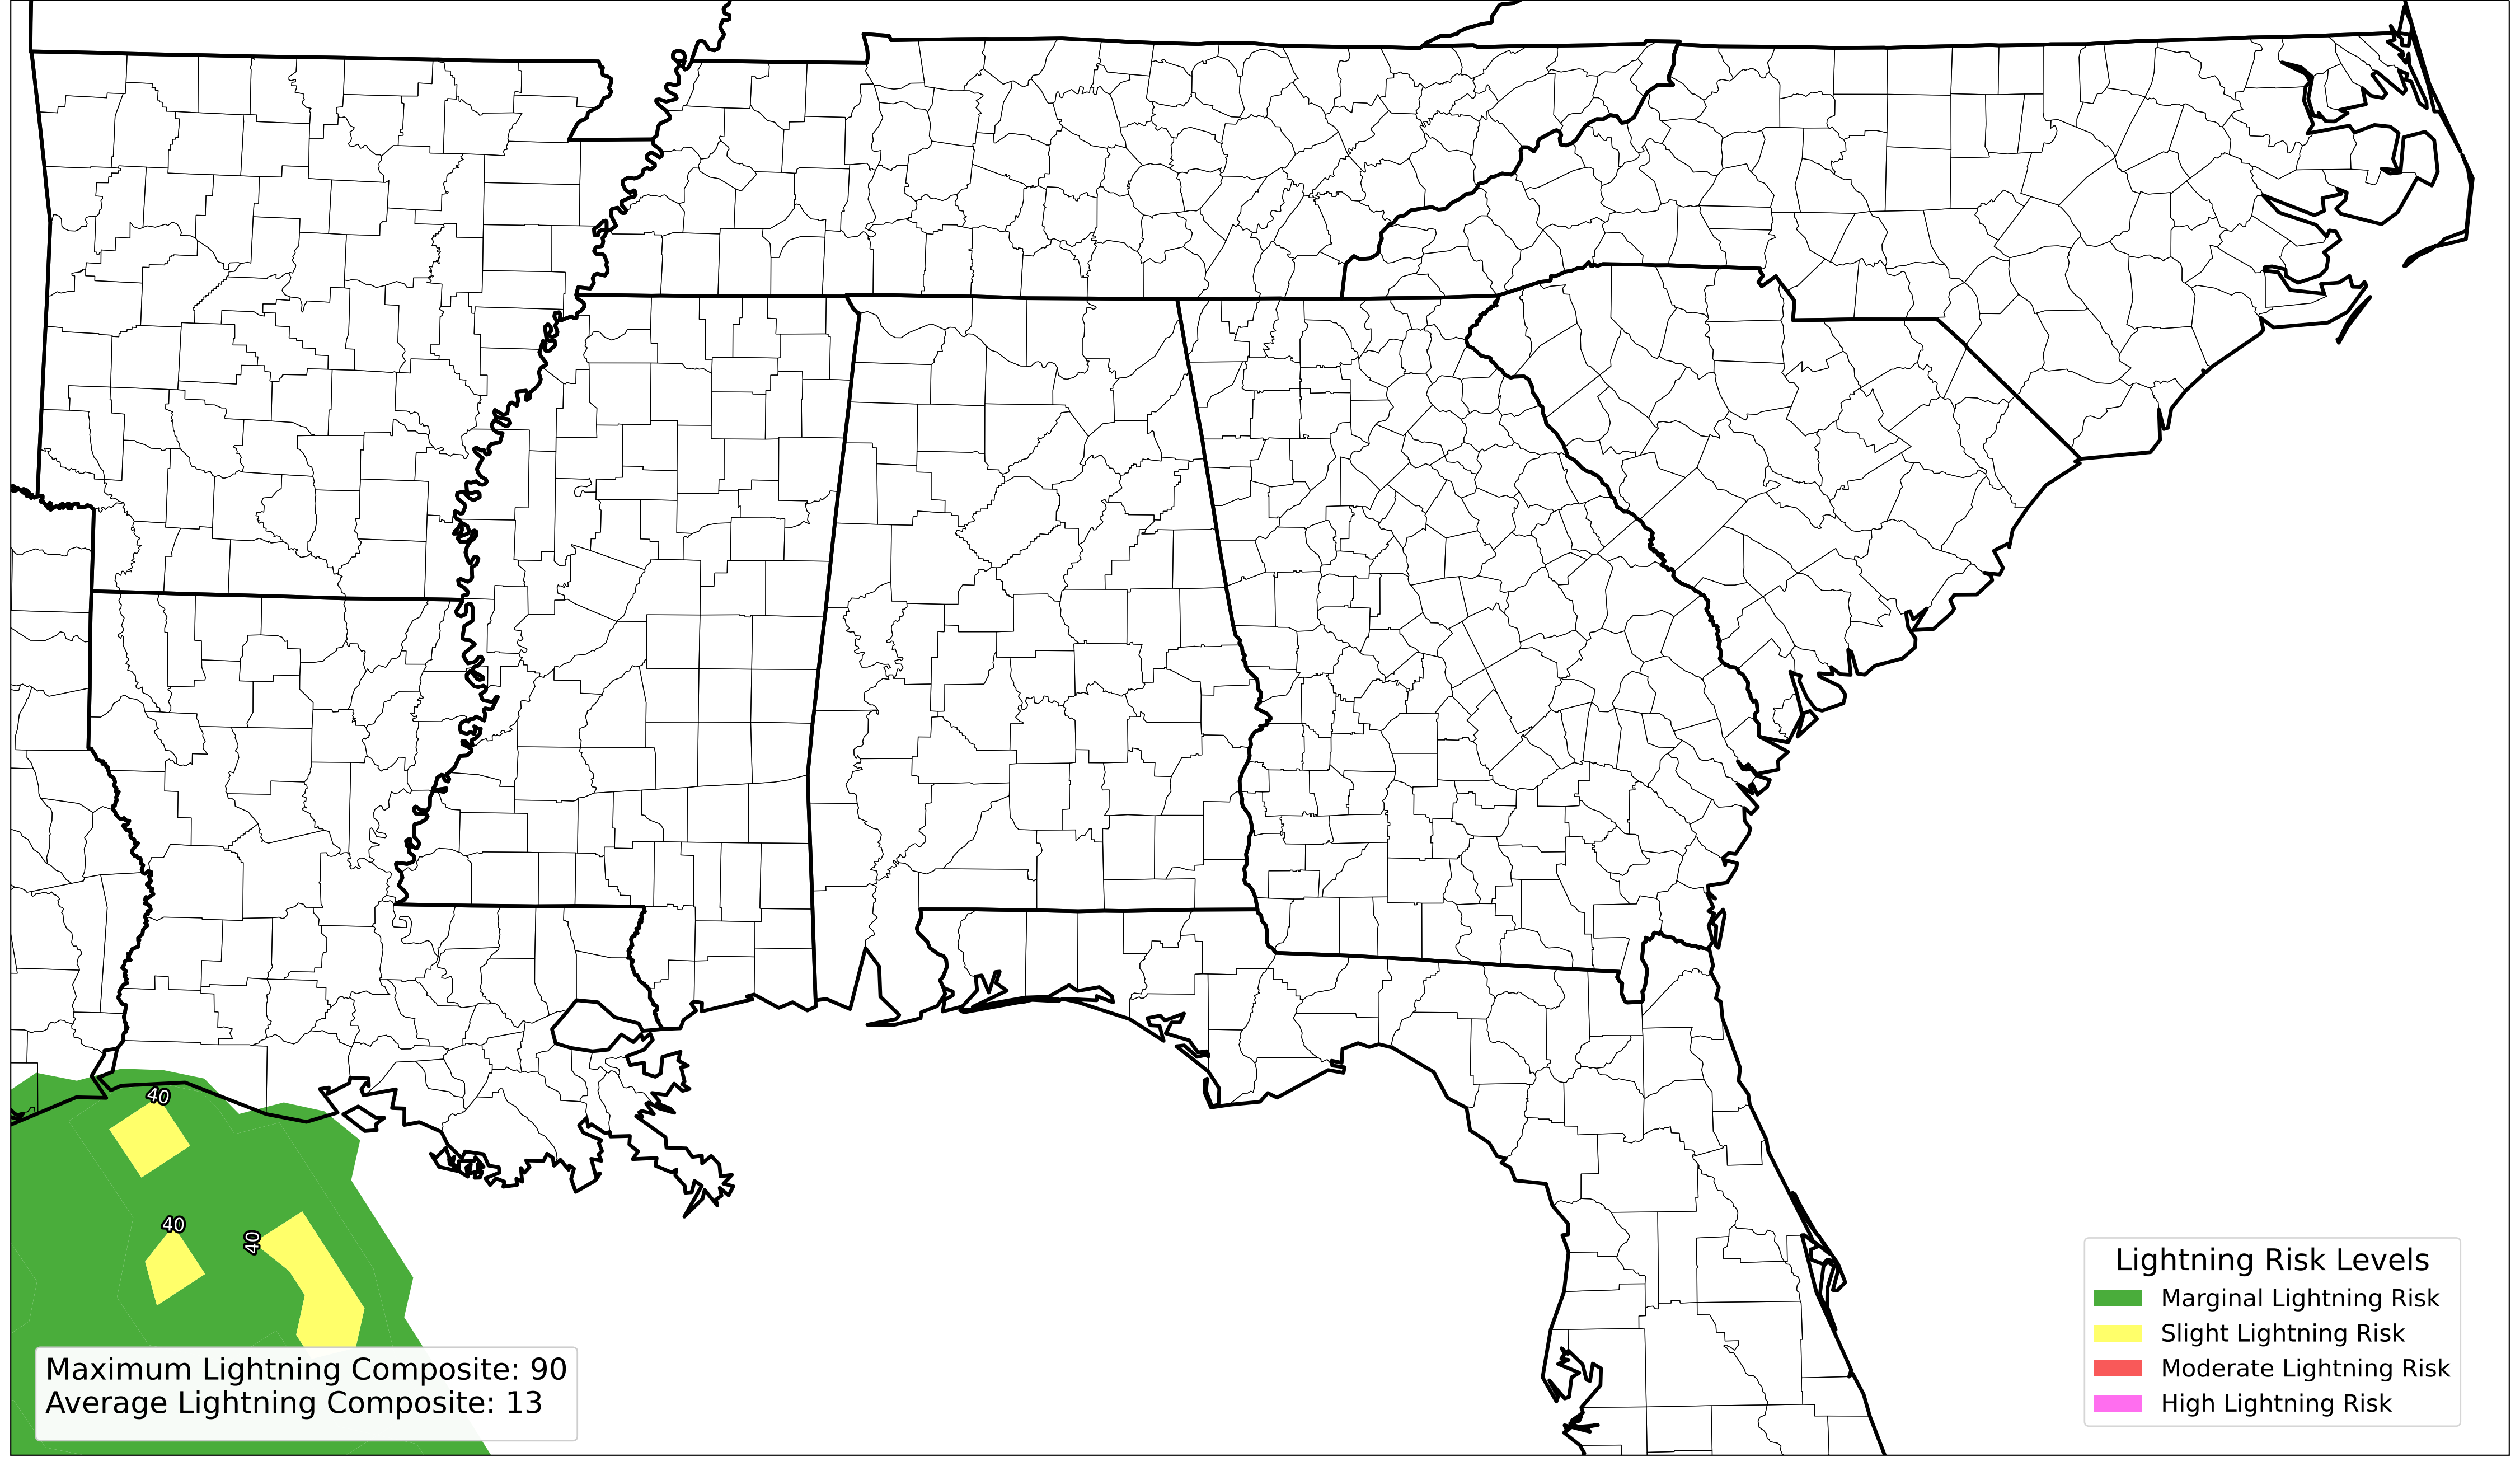 40
40
40
Maximum Lightning Composite: 90
Average Lightning Composite: 13
Lightning Risk Levels
Marginal Lightning Risk
Slight Lightning Risk
Moderate Lightning Risk
High Lightning Risk